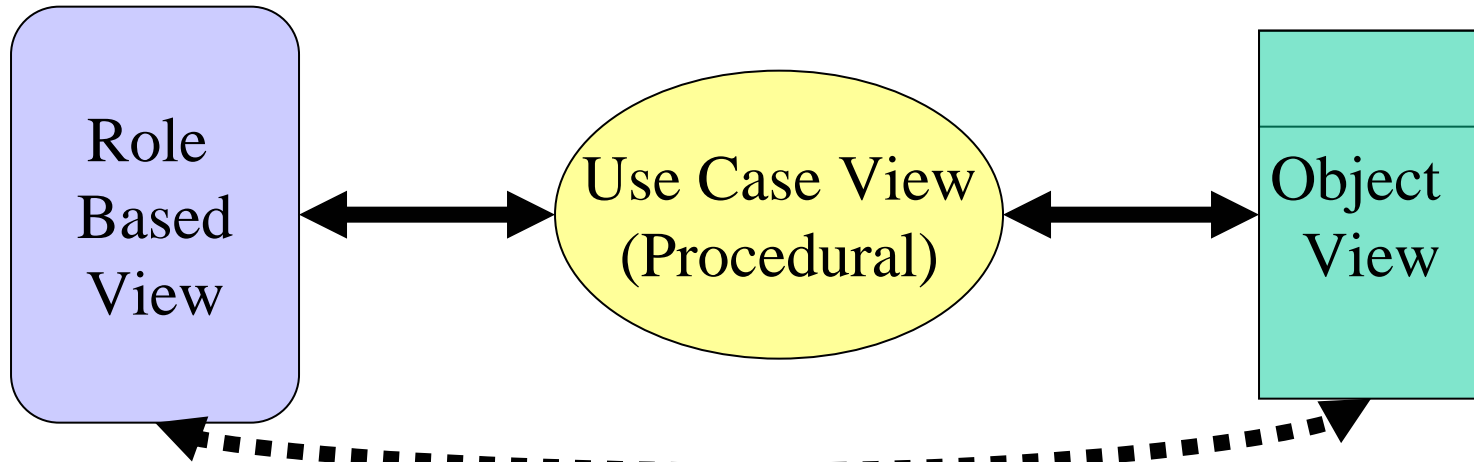 Role
Based
View
Use Case View
(Procedural)
Object
View